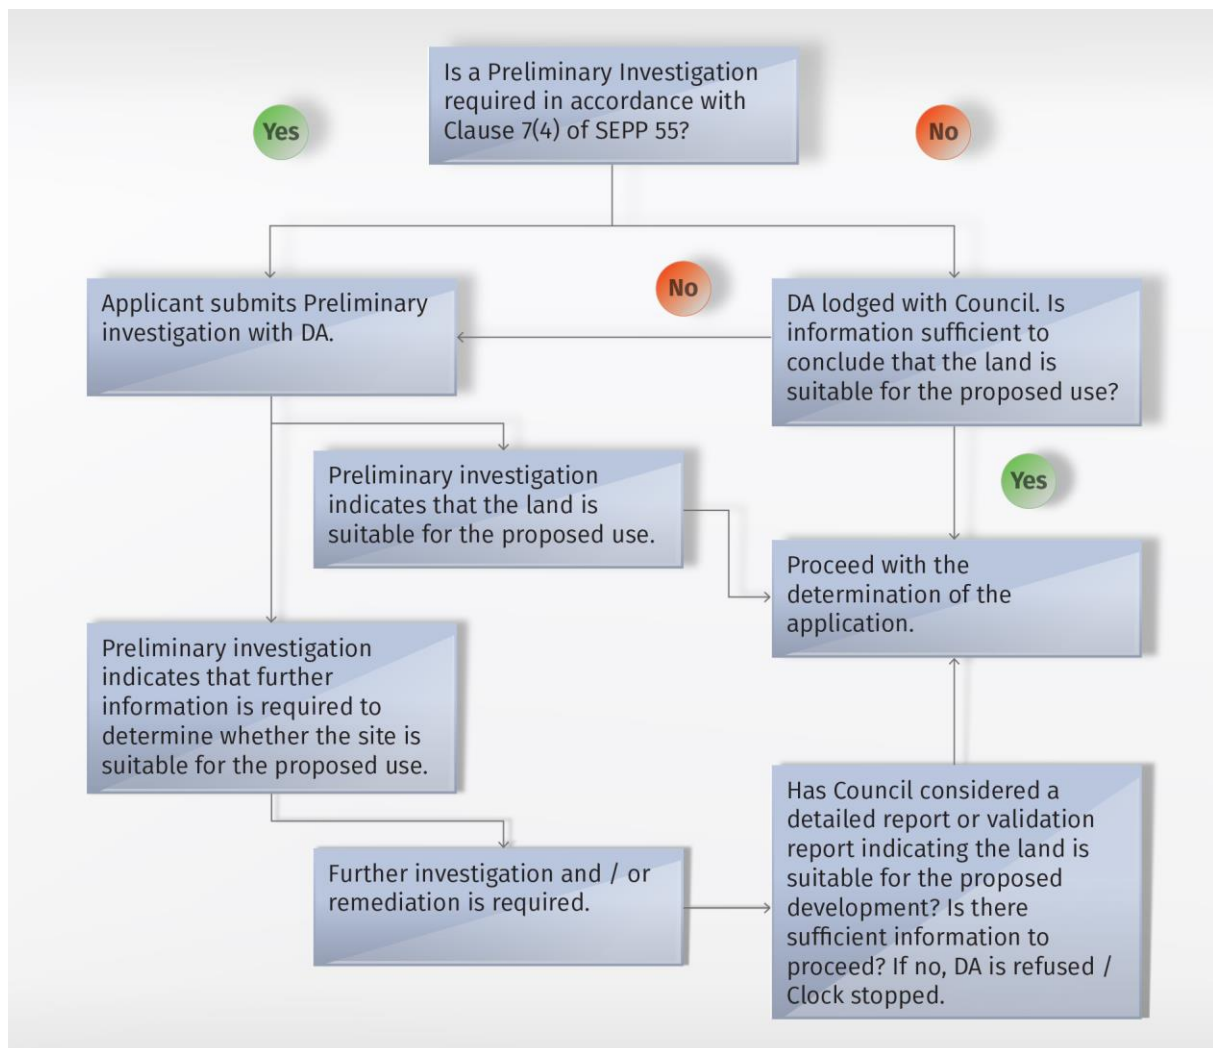 Is a Preliminary Investigation
required in accordance with
Clause 7(4) of SEPP 55?
Yes
No
Applicant submits Preliminary
investigation with DA.
No
DA lodged with Council. Is
information sufficient to
conclude that the land is
suitable for the proposed use?
Preliminary investigation
indicates that the land is
suitable for the proposed use.
Yes
Proceed with the
determination of the
application.
Preliminary investigation
indicates that further
information is required to
determine whether the site is
suitable for the proposed use.
Further investigation and / or
remediation is required.
Has Council considered a
detailed report or validation
report indicating the land is
suitable for the proposed
development? Is there
sufficient information to
proceed? If no, DA is refused /
Clock stopped.